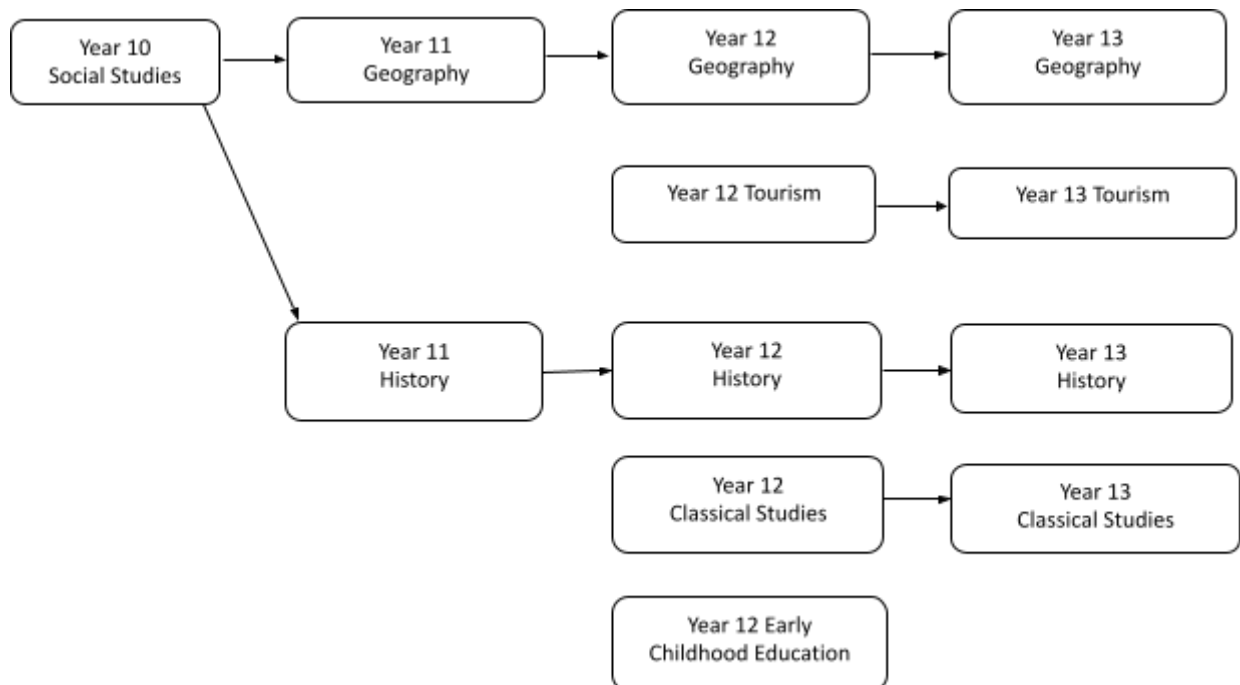 Year 10
Social Studies
Year 11
Geography
Year 12
Geography
Year 13
Geography
Year 12 Tourism
Year 13 Tourism
Year 11
History
Year 12
History
Year 13
History
Year 12
Classical Studies
Year 13
Classical Studies
Year 12 Early
Childhood Education